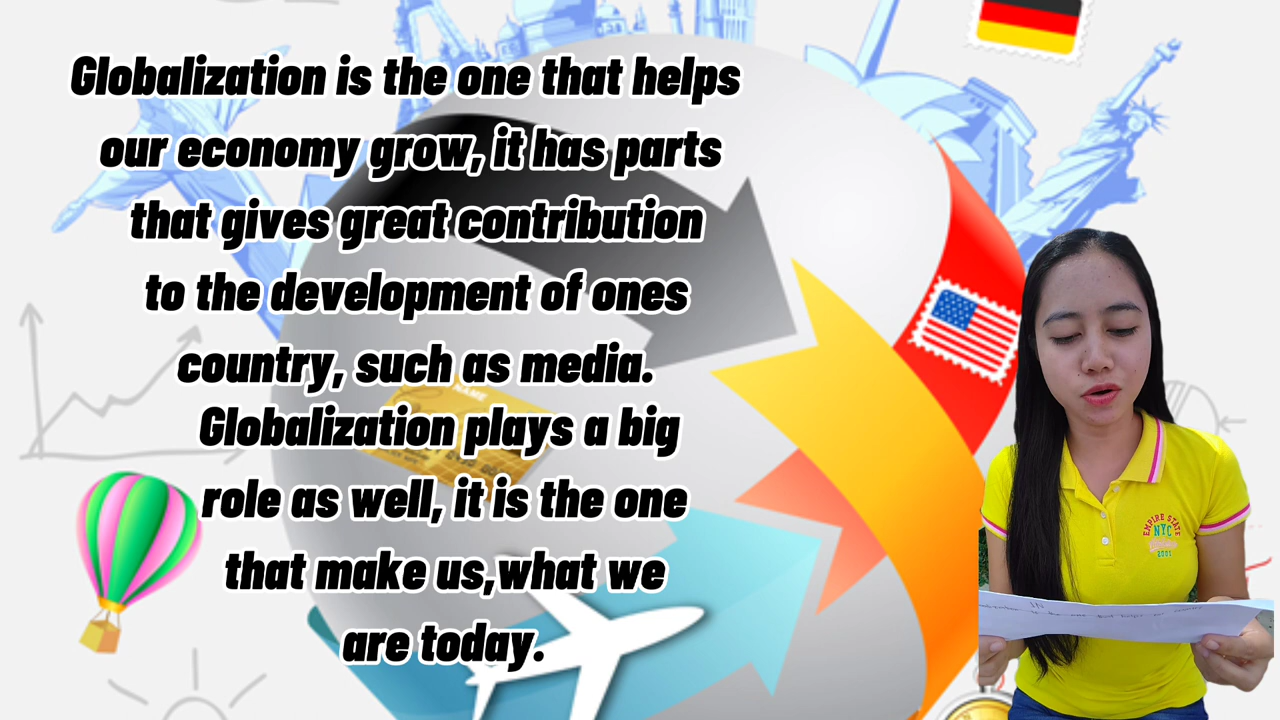 Globalization is the one that helps
our economy grow, it has parts
that gives great contribution
to the development of ones
country, such as media.
Globalization plays a big
role as well, it is the one
that make us,what we
are today.
NAME
EMPIRE STATE
NYC
2001
IN